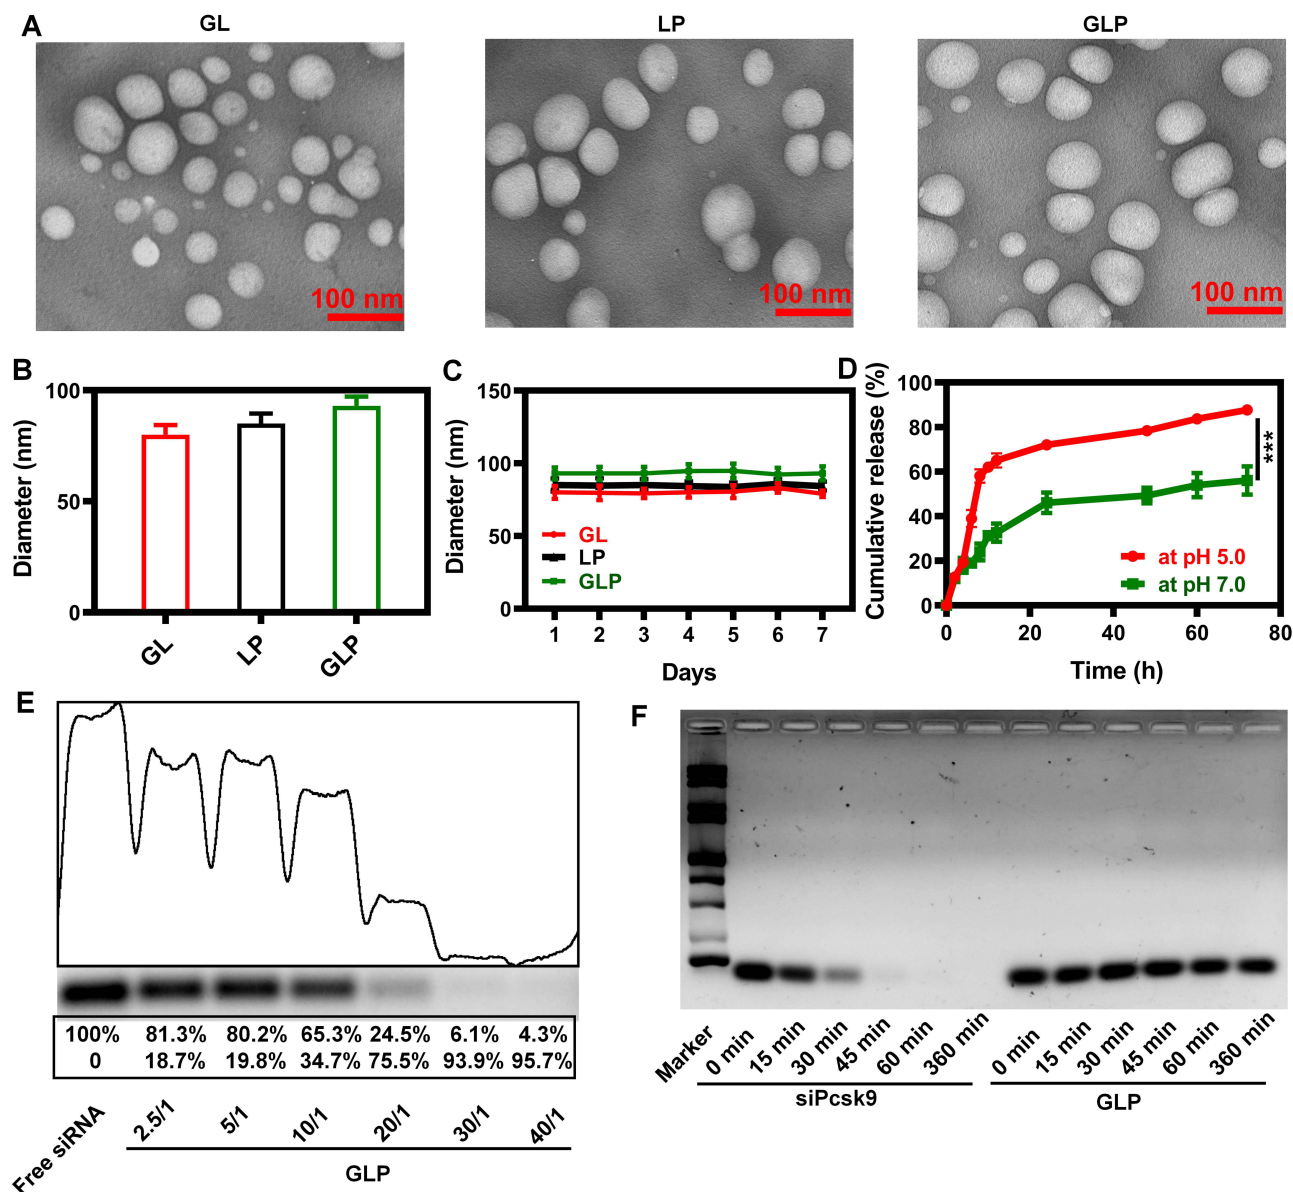 A
GL
LP
GLP
100 nm
100 nm
100 nm
B
Diameter (nm)
100
50
0
GL
LP
GLP
C
Diameter (nm)
150
100
50
0
GL
LP
GLP
1 2 3 4 5 6 7
Days
D
Cumulative release (%)
100
80
60
40
20
0
***
at pH 5.0
at pH 7.0
0 20 40 60 80
Time (h)
E
100% 81.3% 80.2% 65.3% 24.5% 6.1% 4.3%
0 18.7% 19.8% 34.7% 75.5% 93.9% 95.7%
Free siRNA 2.5/1 5/1 10/1 20/1 30/1 40/1
GLP
F
Marker 0 min 15 min 30 min 45 min 60 min 360 min 0 min 15 min 30 min 45 min 60 min 360 min
siPcsk9
GLP